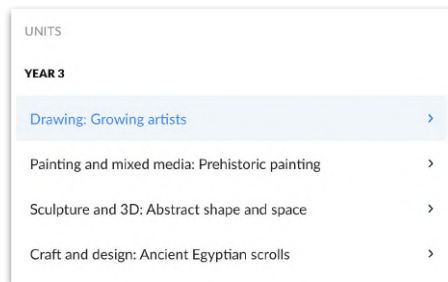 UNITS
YEAR 3
Drawing: Growing artists
Painting and mixed media: Prehistoric painting
Sculpture and 3D: Abstract shape and space
Craft and design: Ancient Egyptian scrolls